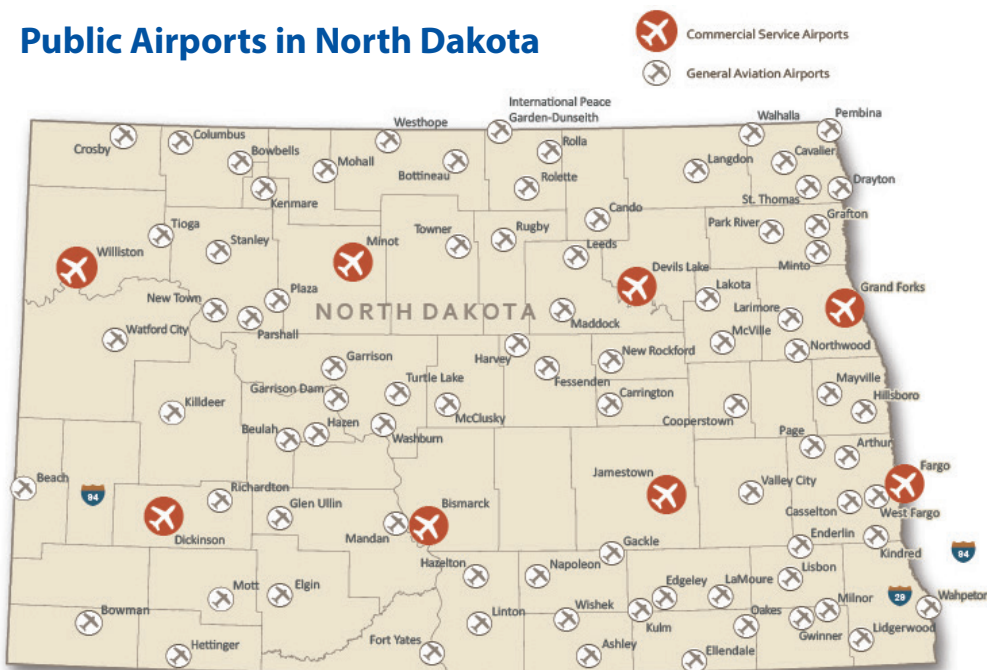 Public Airports in North Dakota
Commercial Service Airports
General Aviation Airports
International Peace
Garden-Dunseith
Walhalla
Pembina
Westhope
Columbus
Crosby
Bowbells
Mohall
Bottineau
Rolla
Langdon
Cavalier
Kenmare
Rolette
St. Thomas
Drayton
Tioga
Stanley
Minot
Towner
Rugby
Cando
Park River
Grafton
Williston
Leeds
Devils Lake
Minto
Lakota
Grand Forks
New Town
Plaza
NORTH DAKOTA
Larimore
Parshall
Maddock
Watford City
McVille
Northwood
Harvey
Garrison
New Rockford
Fessenden
Turtle Lake
Mayville
Garrison Dam
Carrington
Hillsboro
Killdeer
McClusky
Cooperstown
Hazen
Beulah
Washburn
Page
Arthur
Fargo
Jamestown
Beach
94
Richardton
Valley City
Glen Ullin
Bismarck
Casselton
West Fargo
Dickinson
Mandan
Enderlin
Gackle
Kindred
94
Hazelton
Napoleon
Lisbon
Mott
Elgin
Edgeley
LaMoure
29
Wahpeton
Milnor
Bowman
Linton
Wishek
Kulm
Oakes
Gwinner
Lidgerwood
Hettinger
Fort Yates
Ashley
Ellendale